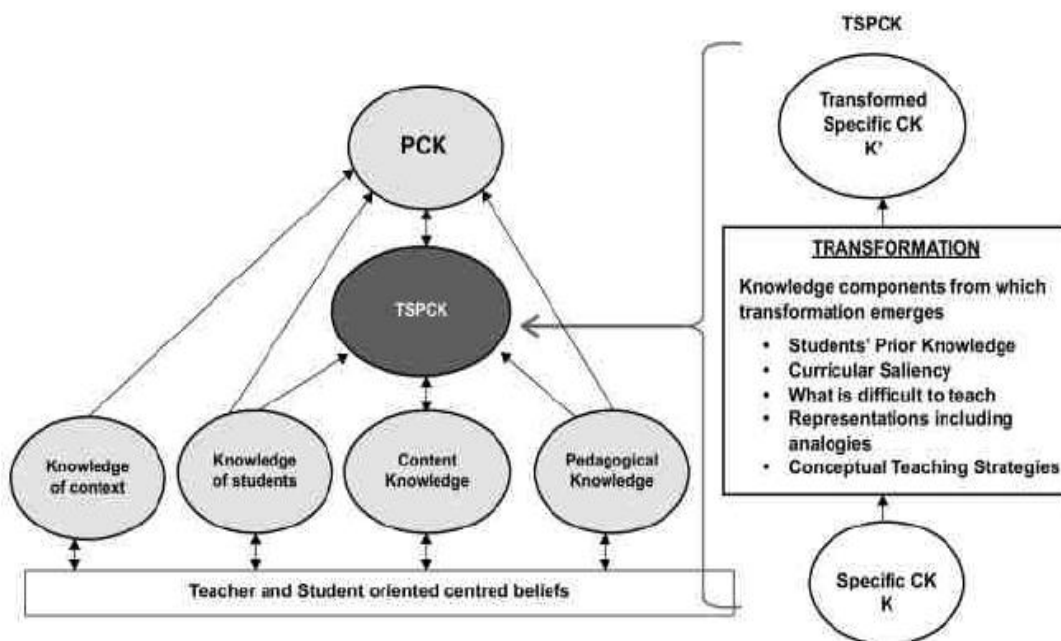 TSPCK
Transformed
Specific CK
K'
PCK
TRANSFORMATION
Knowledge components from which
transformation emerges
• Students' Prior Knowledge
• Curricular Saliency
• What is difficult to teach
• Representations including
analogies
• Conceptual Teaching Strategies
TSPCK
Knowledge
of context
Knowledge
of students
Content
Knowledge
Pedagogical
Knowledge
Teacher and Student oriented centred beliefs
Specific CK
K